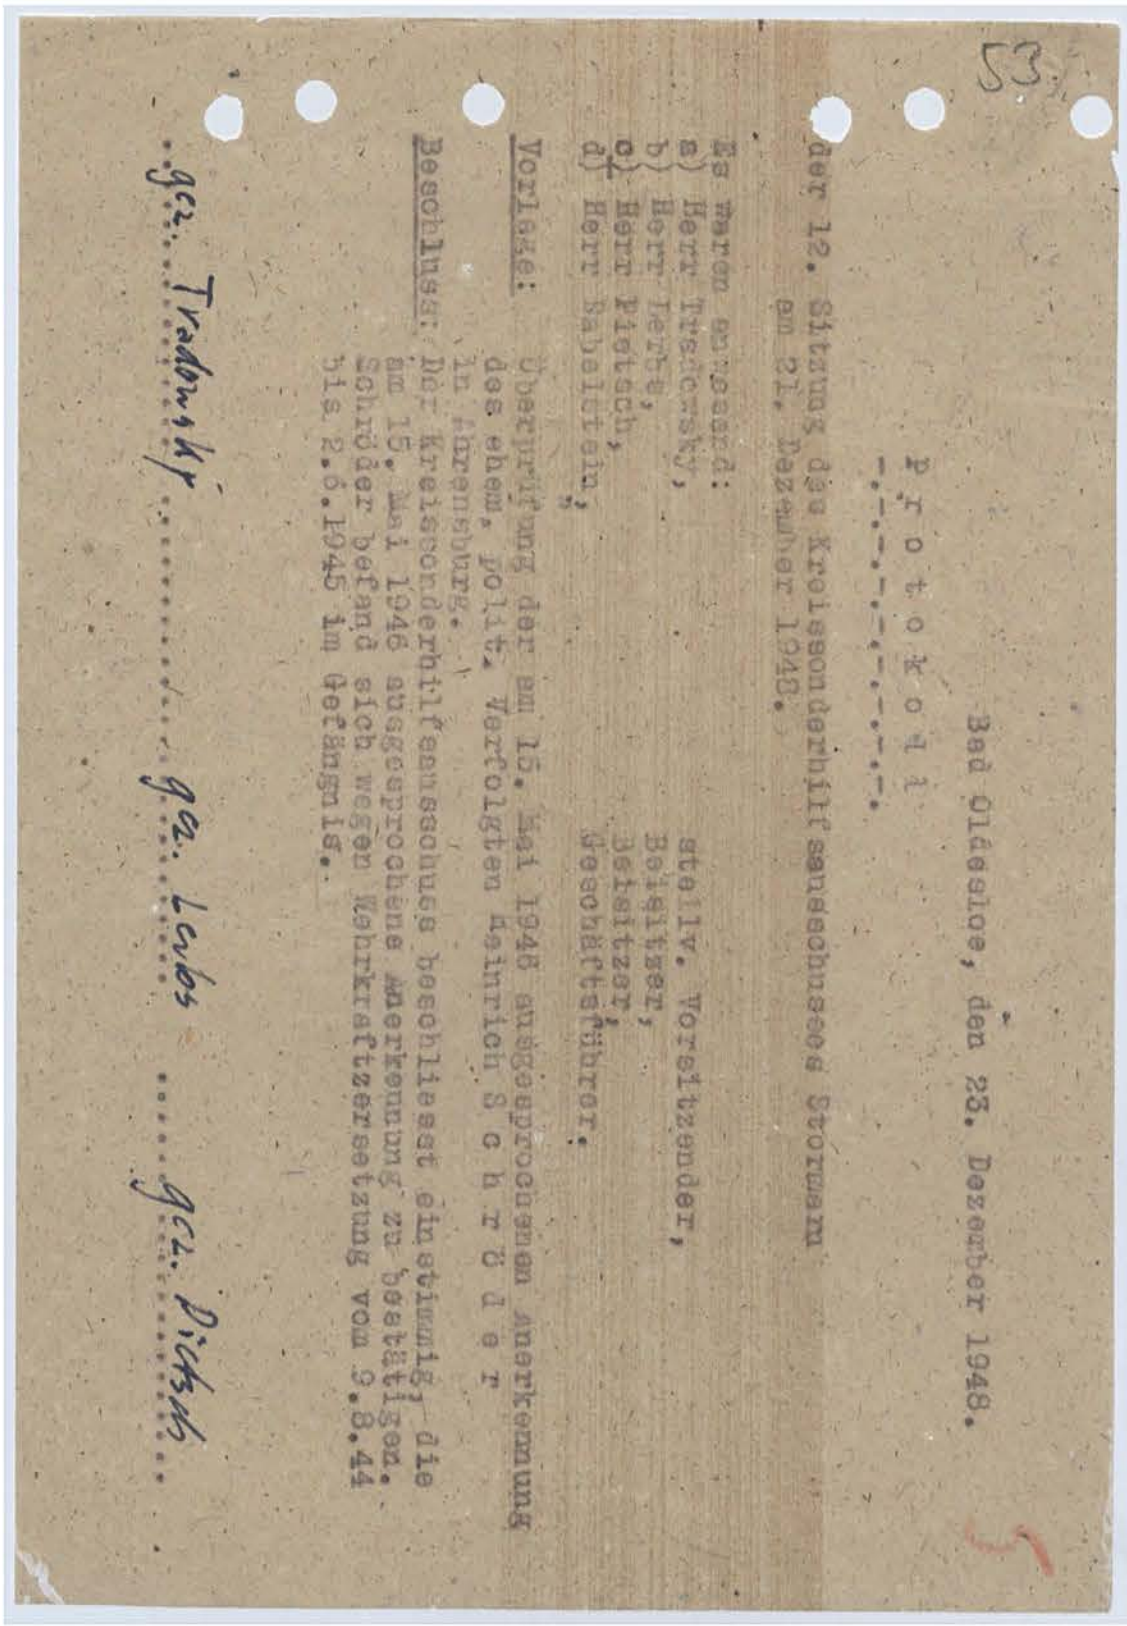 53.
Bad Oldesloe, den 23. Dezember 1948.
P r o t o k o l l
-.-.-.-.-.-.-.-.-.-.
der 12. Sitzung des Kreissonderhilfsausschusses Stormarn
am 21. Dezember 1948.
Es waren anwesend:
a) Herr Tradowsky, stellv. Vorsitzender,
b) Herr Lerbs, Beisitzer,
c) Herr Pietsch, Beisitzer,
d) Herr Sabelstein, Geschäftsführer.
Vorlage: Überprüfung der am 15. Mai 1946 ausgesprochenen Anerkennung
des ehem. polit. Verfolgten Heinrich S c h r ö d e r
in Ahrensburg.
Beschluss: Der Kreissonderhilfsausschuss beschliesst einstimmig, die
am 15. Mai 1946 ausgesprochene Anerkennung zu bestätigen.
Schröder befand sich wegen Wehrkraftzersetzung vom 9.8.44
bis 2.6.1945 im Gefängnis.
gez. Tradowsky gez. Lerbs gez. Pietsch